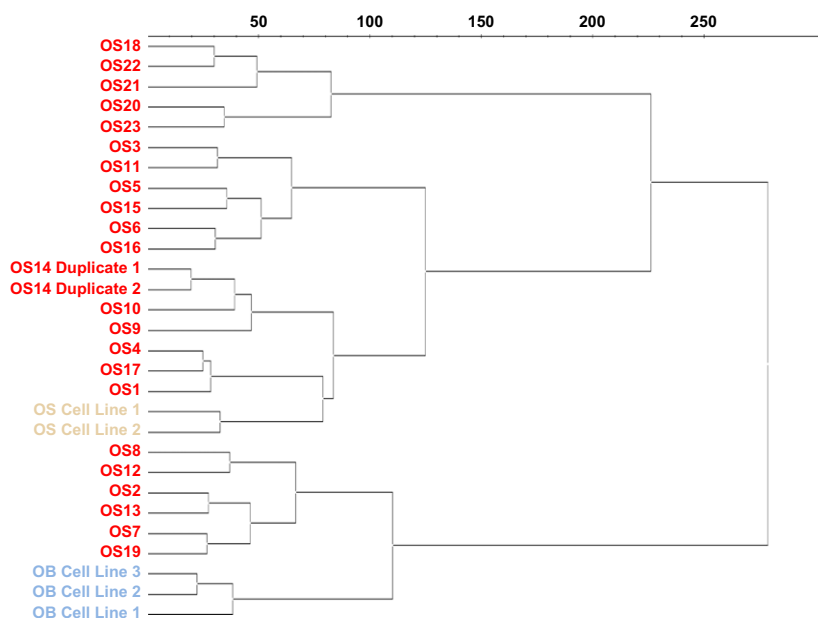 50 100 150 200 250
OS18
OS22
OS21
OS20
OS23
OS3
OS11
OS5
OS15
OS6
OS16
OS14 Duplicate 1
OS14 Duplicate 2
OS10
OS9
OS4
OS17
OS1
OS Cell Line 1
OS Cell Line 2
OS8
OS12
OS2
OS13
OS7
OS19
OB Cell Line 3
OB Cell Line 2
OB Cell Line 1